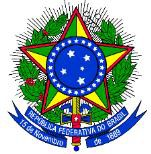 REPÚBLICA FEDERATIVA DO BRASIL
15 de Novembro de 1889